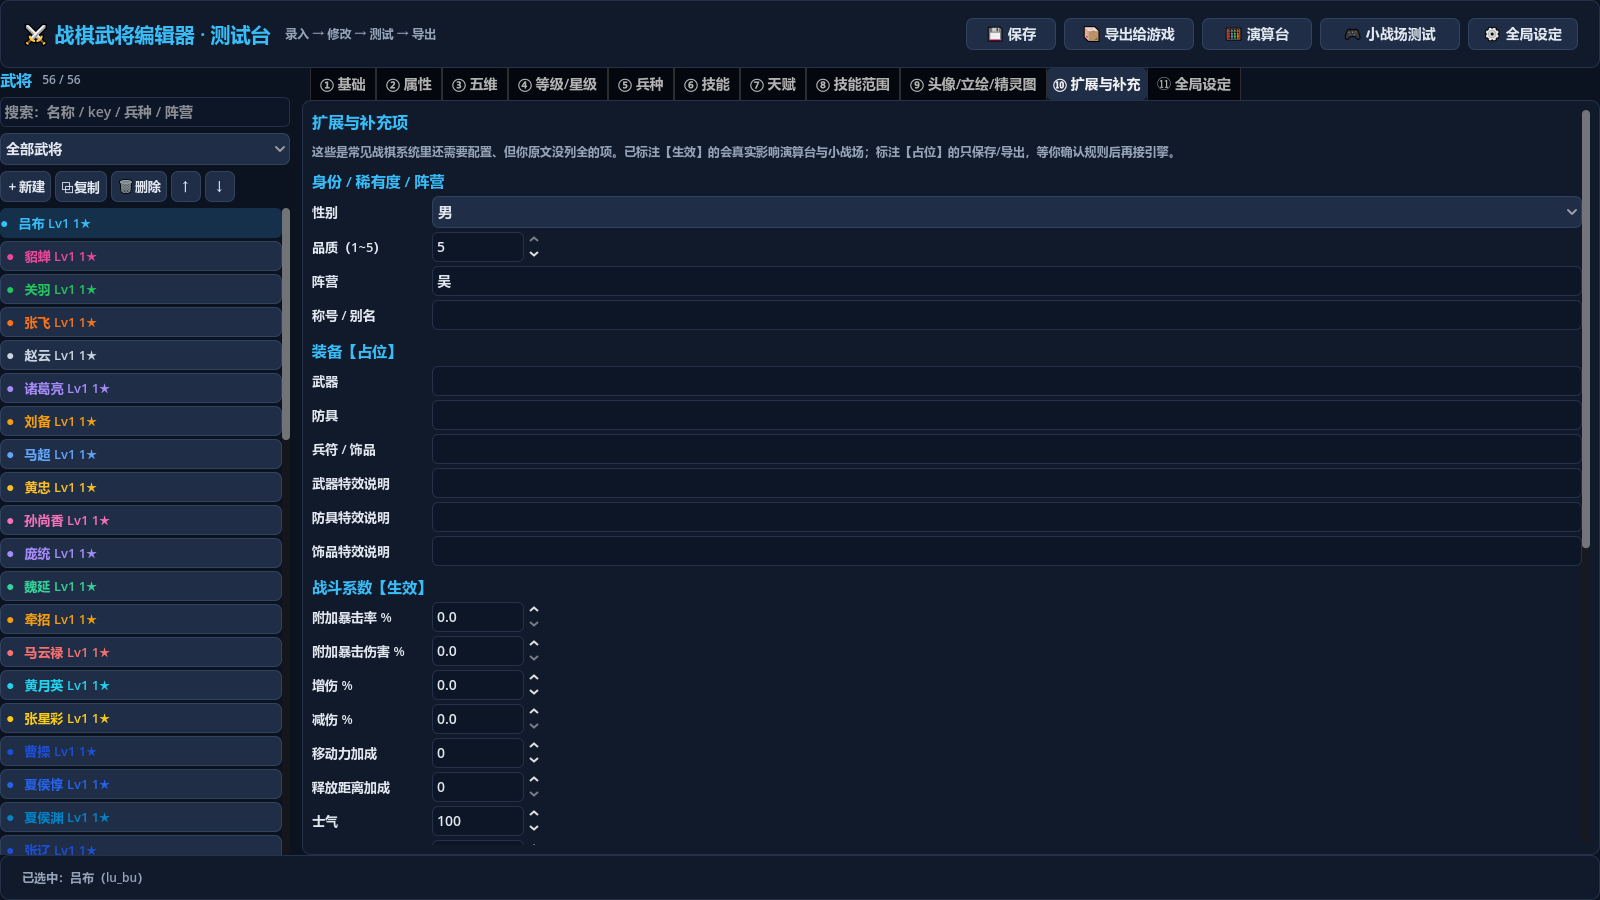 ⚔ 战棋武将编辑器 · 测试台
录入 → 修改 → 测试 → 导出
保存
导出给游戏
演算台
小战场测试
全局设定
武将 56 / 56
搜索：名称 / key / 兵种 / 阵营
全部武将
+ 新建
复制
删除
↑
↓
吕布 Lv1 1★
貂蝉 Lv1 1★
关羽 Lv1 1★
张飞 Lv1 1★
赵云 Lv1 1★
诸葛亮 Lv1 1★
刘备 Lv1 1★
马超 Lv1 1★
黄忠 Lv1 1★
孙尚香 Lv1 1★
庞统 Lv1 1★
魏延 Lv1 1★
牵招 Lv1 1★
马云禄 Lv1 1★
黄月英 Lv1 1★
张星彩 Lv1 1★
曹操 Lv1 1★
夏侯惇 Lv1 1★
夏侯渊 Lv1 1★
张辽 Lv1 1★
① 基础
② 属性
③ 五维
④ 等级/星级
⑤ 兵种
⑥ 技能
⑦ 天赋
⑧ 技能范围
⑨ 头像/立绘/精灵图
⑩ 扩展与补充
⑪ 全局设定
扩展与补充项
这些是常见战棋系统里还需要配置、但你原文没列全的项。已标注【生效】的会真实影响演算台与小战场；标注【占位】的只保存/导出，等你确认规则后再接引擎。
身份 / 稀有度 / 阵营
性别 男
品质（1~5） 5
阵营 吴
称号 / 别名
装备【占位】
武器
防具
兵符 / 饰品
武器特效说明
防具特效说明
饰品特效说明
战斗系数【生效】
附加暴击率 % 0.0
附加暴击伤害 % 0.0
增伤 % 0.0
减伤 % 0.0
移动力加成 0
释放距离加成 0
士气 100
已选中：吕布（lu_bu）